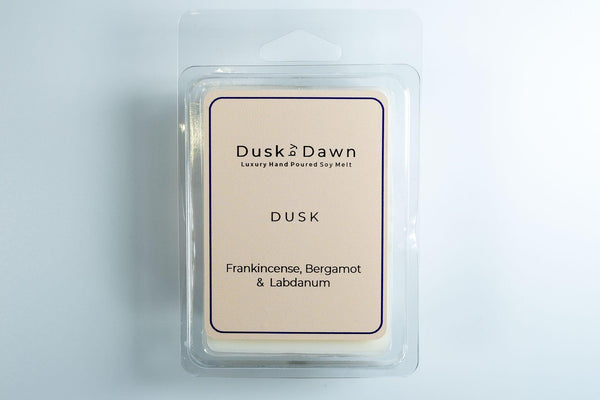 Dusk by Dawn
Luxury Hand Poured Soy Melt
DUSK
Frankincense, Bergamot
& Labdanum